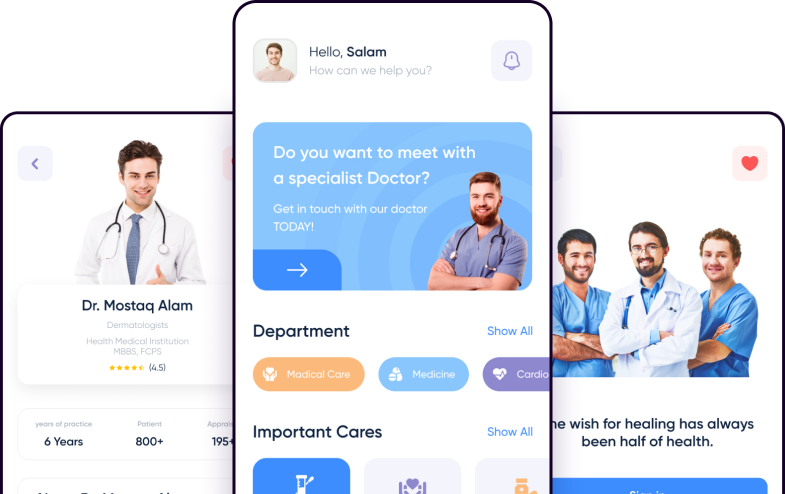 Hello, Salam
How can we help you?
Do you want to meet with
a specialist Doctor?
Get in touch with our doctor
TODAY!
Department
Show All
Madical Care
Medicine
Cardio
Important Cares
Show All
Dr. Mostaq Alam
Dermatologists
Health Medical Institution
MBBS, FCPS
(4.5)
years of practice
Patient
Apprai
6 Years
800+
195+
wish for healing has always
been half of health.